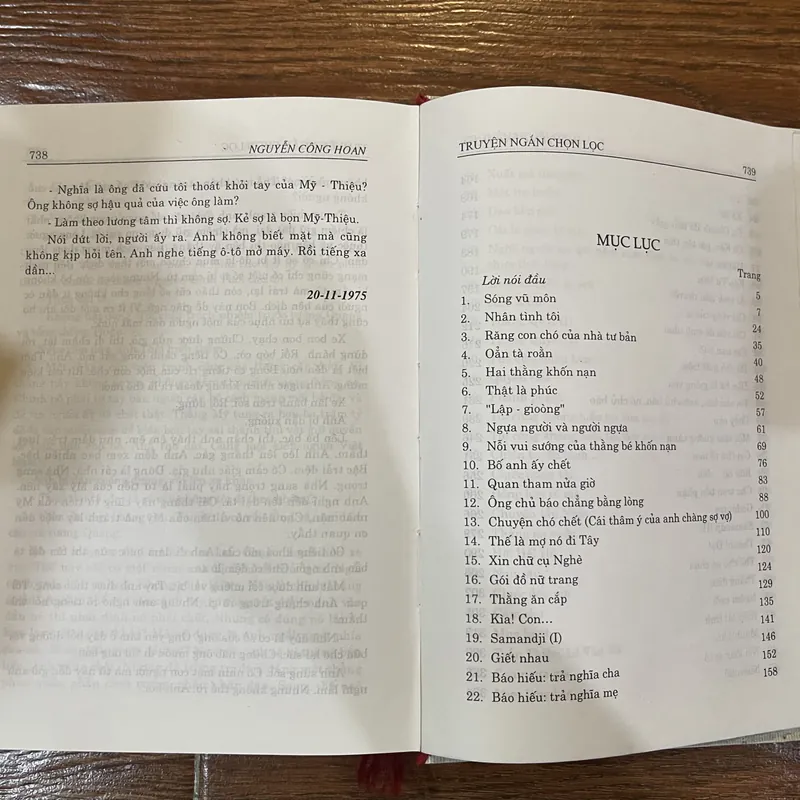 738 NGUYỄN CÔNG HOAN
- Nghĩa là ông đã cứu tôi thoát khỏi tay của Mỹ - Thiệu?
Ông không sợ hậu quả của việc ông làm?
- Làm theo lương tâm thì không sợ. Kẻ sợ là bọn Mỹ-Thiệu.
Nói dứt lời, người ấy ra. Anh không biết mặt mà cũng
không kịp hỏi tên. Anh nghe tiếng ô-tô mở máy. Rồi tiếng xa
dần...
20-11-1975
TRUYỆN NGẮN CHỌN LỌC 739
MỤC LỤC
Trang
Lời nói đầu 5
1. Sóng vũ môn 7
2. Nhân tình tôi 24
3. Răng con chó của nhà tư bản 35
4. Oẳn tà roằn 40
5. Hai thằng khốn nạn 48
6. Thật là phúc 52
7. "Lập - gioòng" 57
8. Ngựa người và người ngựa 61
9. Nỗi vui sướng của thằng bé khốn nạn 69
10. Bố anh ấy chết 76
11. Quan tham nửa giờ 83
12. Ông chủ báo chẳng bằng lòng 88
13. Chuyện chó chết (Cái thâm ý của anh chàng sợ vợ) 100
14. Thế là mợ nó đi Tây 110
15. Xin chữ cụ Nghè 120
16. Gói đồ nữ trang 124
17. Thằng ăn cắp 129
18. Kìa! Con... 135
19. Samandji (I) 141
20. Giết nhau 146
21. Báo hiếu: trả nghĩa cha 152
22. Báo hiếu: trả nghĩa mẹ 158